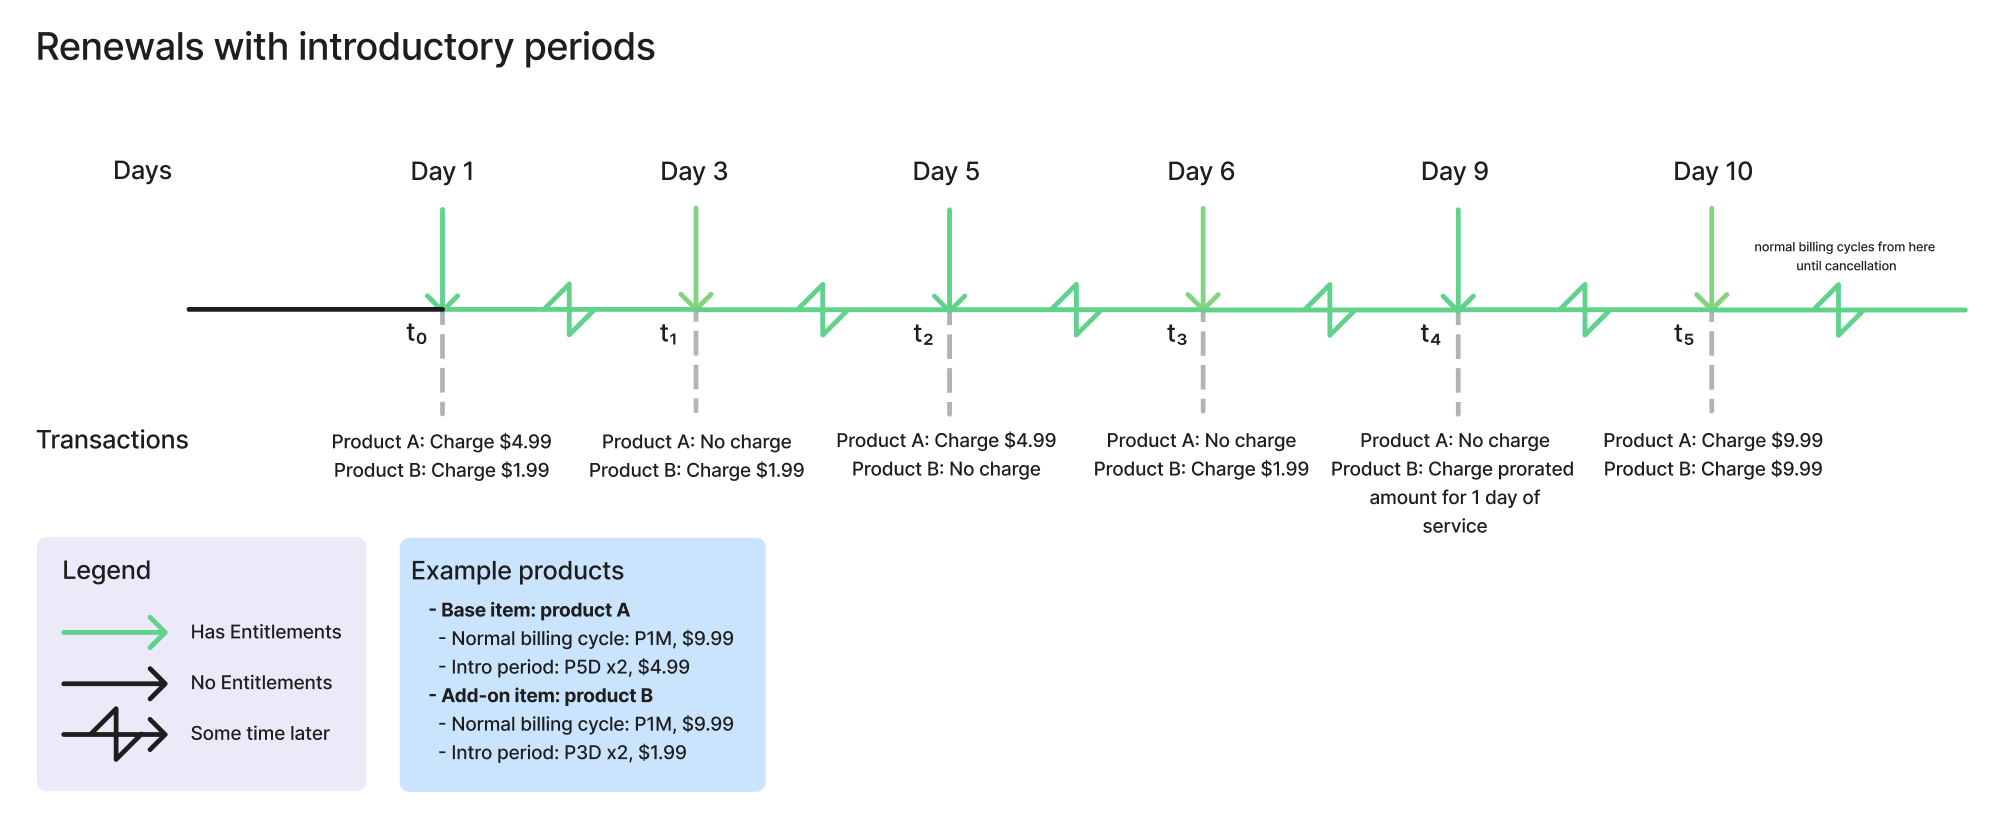 Renewals with introductory periods
Days
Day 1
Day 3
Day 5
Day 6
Day 9
Day 10
normal billing cycles from here
until cancellation
t₀
t₁
t₂
t₃
t₄
t₅
Transactions
Product A: Charge $4.99
Product B: Charge $1.99
Product A: No charge
Product B: Charge $1.99
Product A: Charge $4.99
Product B: No charge
Product A: No charge
Product B: Charge $1.99
Product A: No charge
Product B: Charge prorated
amount for 1 day of
service
Product A: Charge $9.99
Product B: Charge $9.99
Legend
Has Entitlements
No Entitlements
Some time later
Example products
- Base item: product A
- Normal billing cycle: P1M, $9.99
- Intro period: P5D x2, $4.99
- Add-on item: product B
- Normal billing cycle: P1M, $9.99
- Intro period: P3D x2, $1.99